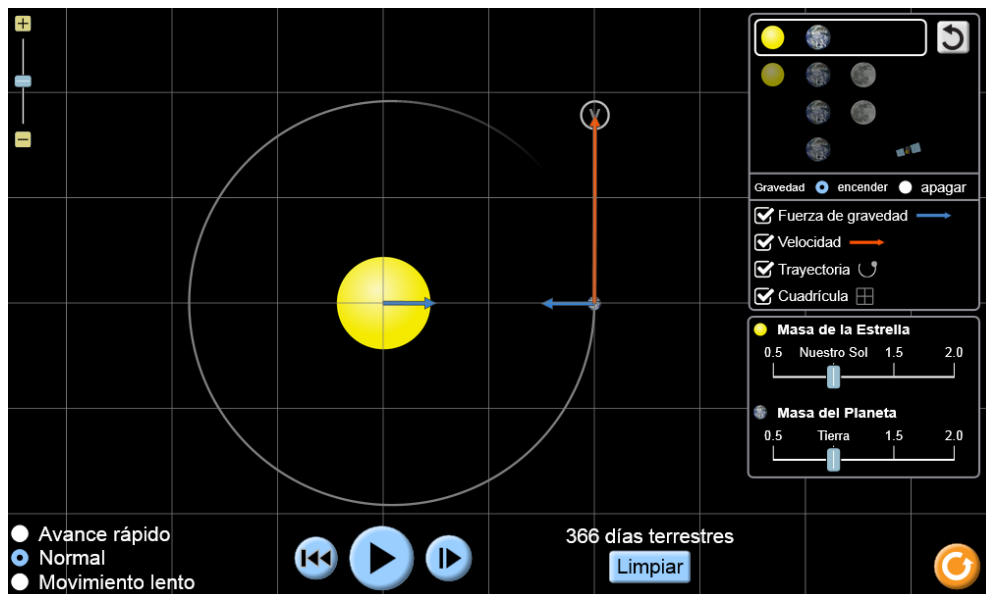 +
−
V
Gravedad encender apagar
Fuerza de gravedad
Velocidad
Trayectoria
Cuadrícula
Masa de la Estrella
0.5 Nuestro Sol 1.5 2.0
Masa del Planeta
0.5 Tierra 1.5 2.0
Avance rápido
Normal
Movimiento lento
366 días terrestres
Limpiar